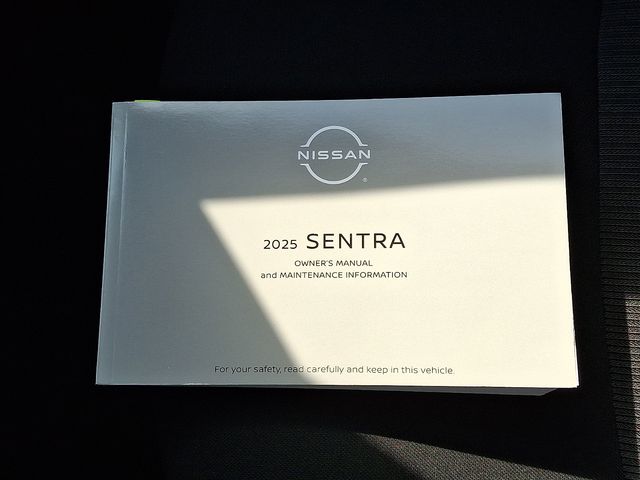 NISSAN
2025 SENTRA
OWNER'S MANUAL
and MAINTENANCE INFORMATION
For your safety, read carefully and keep in this vehicle.